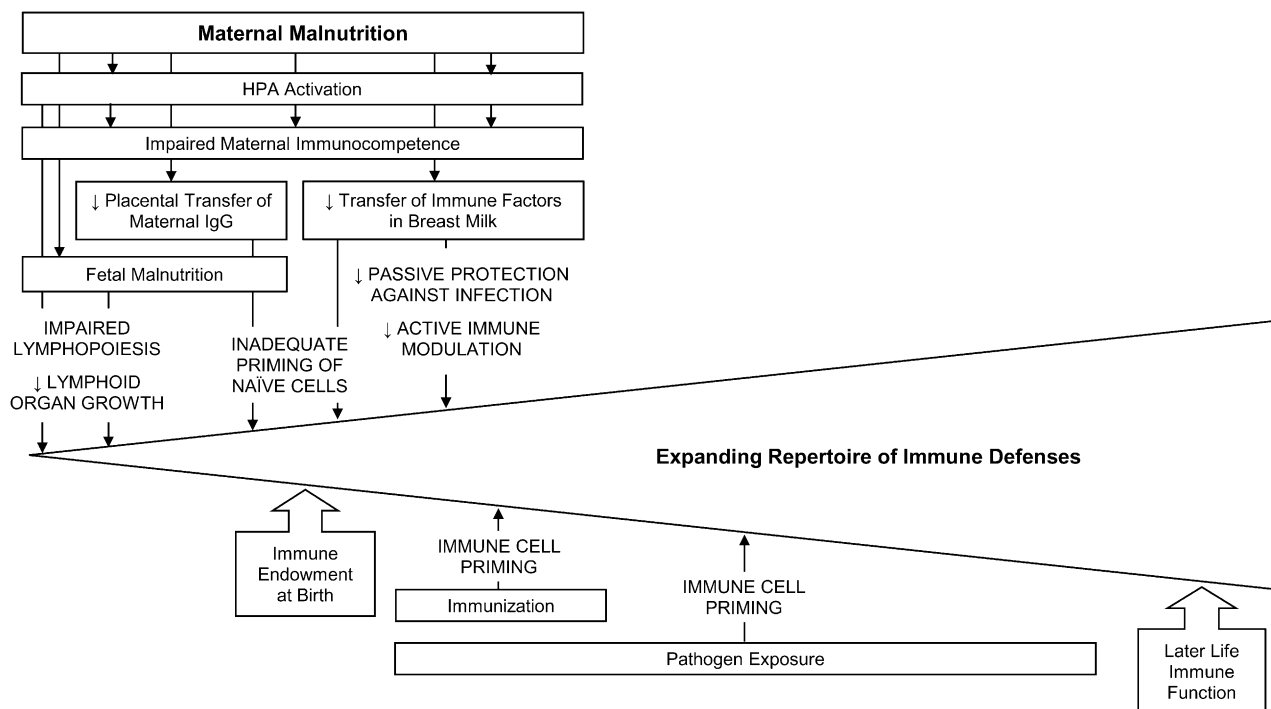 Maternal Malnutrition
HPA Activation
Impaired Maternal Immunocompetence
↓ Placental Transfer of
Maternal IgG
↓ Transfer of Immune Factors
in Breast Milk
Fetal Malnutrition
↓ PASSIVE PROTECTION
AGAINST INFECTION
↓ ACTIVE IMMUNE
MODULATION
IMPAIRED
LYMPHOPOIESIS
↓ LYMPHOID
ORGAN GROWTH
INADEQUATE
PRIMING OF
NAÏVE CELLS
Expanding Repertoire of Immune Defenses
Immune
Endowment
at Birth
IMMUNE CELL
PRIMING
Immunization
IMMUNE CELL
PRIMING
Pathogen Exposure
Later Life
Immune
Function